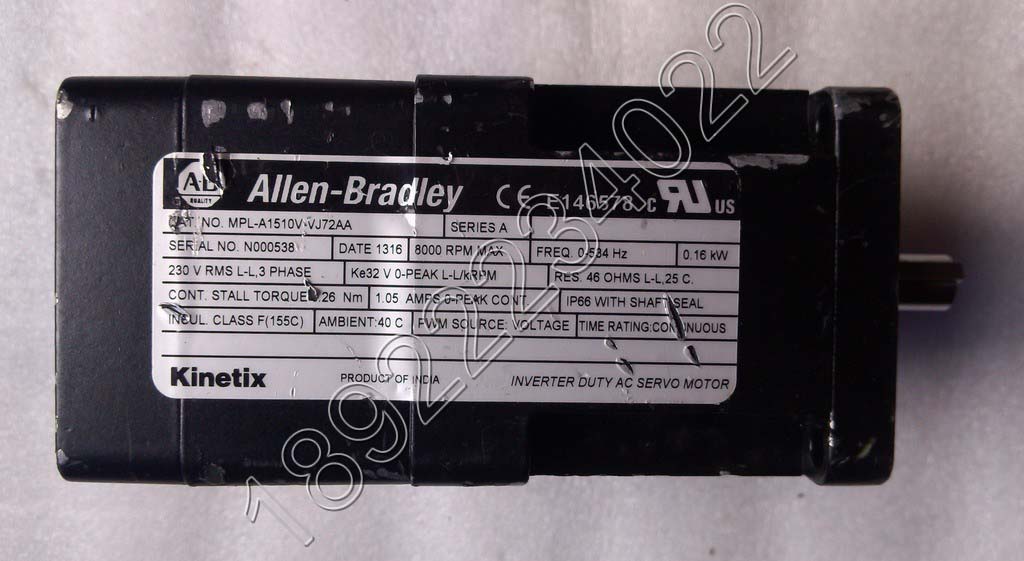 A-B Allen-Bradley CE E146578 c RU US
QUALITY
CAT. NO. MPL-A1510V-VJ72AA SERIES A
SERIAL NO. N000538 DATE 1316 8000 RPM MAX FREQ. 0-534 Hz 0.16 kW
230 V RMS L-L,3 PHASE Ke32 V 0-PEAK L-L/kRPM RES. 46 OHMS L-L,25 C.
CONT. STALL TORQUE 26 Nm 1.05 AMPS 0-PEAK CONT. IP66 WITH SHAFT SEAL
INSUL. CLASS F(155C) AMBIENT:40 C PWM SOURCE: VOLTAGE TIME RATING:CONTINUOUS
Kinetix PRODUCT OF INDIA INVERTER DUTY AC SERVO MOTOR
18922234022